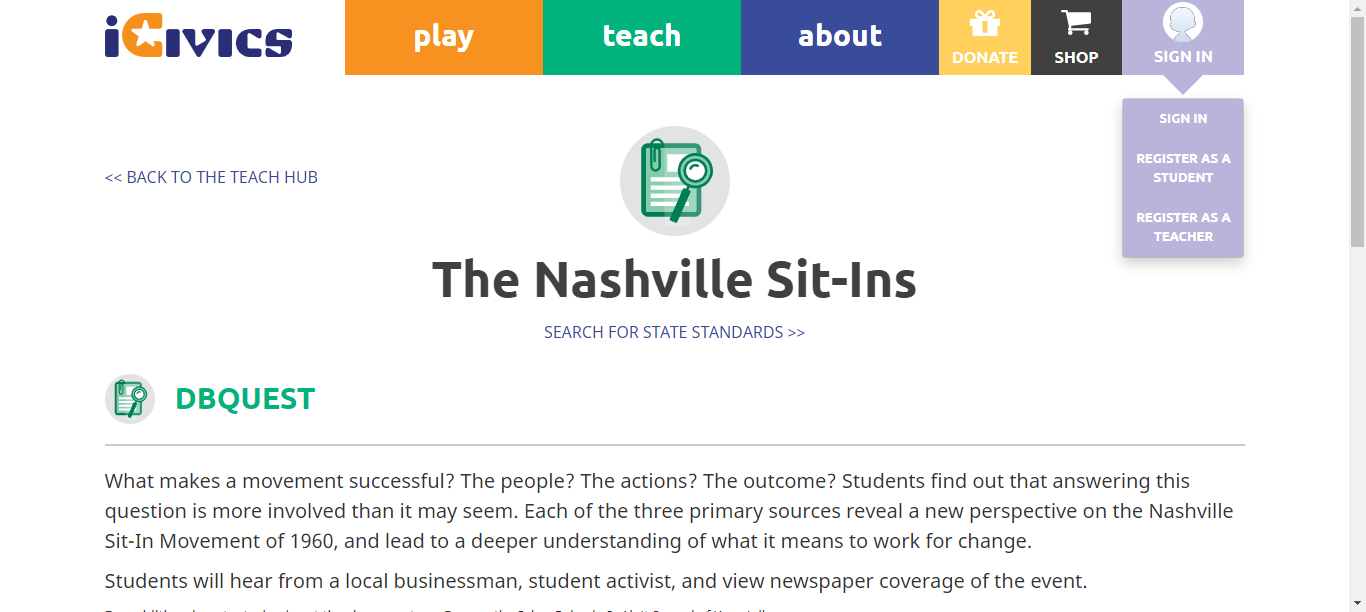 iCivics
play
teach
about
DONATE
SHOP
SIGN IN
SIGN IN
REGISTER AS A
STUDENT
REGISTER AS A
TEACHER
<< BACK TO THE TEACH HUB
The Nashville Sit-Ins
SEARCH FOR STATE STANDARDS >>
DBQUEST
What makes a movement successful? The people? The actions? The outcome? Students find out that answering this
question is more involved than it may seem. Each of the three primary sources reveal a new perspective on the Nashville
Sit-In Movement of 1960, and lead to a deeper understanding of what it means to work for change.
Students will hear from a local businessman, student activist, and view newspaper coverage of the event.